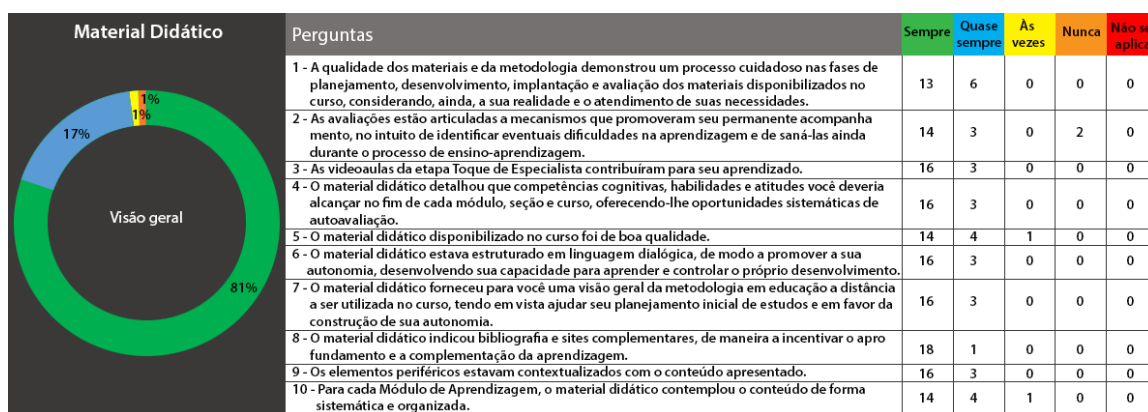 Material Didático
1%
1%
17%
Visão geral
81%
Perguntas
Sempre
Quase
sempre
Às
vezes
Nunca
Não se
aplica
1 - A qualidade dos materiais e da metodologia demonstrou um processo cuidadoso nas fases de
planejamento, desenvolvimento, implantação e avaliação dos materiais disponibilizados no
curso, considerando, ainda, a sua realidade e o atendimento de suas necessidades.
13 6 0 0 0
2 - As avaliações estão articuladas a mecanismos que promoveram seu permanente acompanha
mento, no intuito de identificar eventuais dificuldades na aprendizagem e de saná-las ainda
durante o processo de ensino-aprendizagem.
14 3 0 2 0
3 - As videoaulas da etapa Toque de Especialista contribuíram para seu aprendizado.
16 3 0 0 0
4 - O material didático detalhou que competências cognitivas, habilidades e atitudes você deveria
alcançar no fim de cada módulo, seção e curso, oferecendo-lhe oportunidades sistemáticas de
autoavaliação.
16 3 0 0 0
5 - O material didático disponibilizado no curso foi de boa qualidade.
14 4 1 0 0
6 - O material didático estava estruturado em linguagem dialógica, de modo a promover a sua
autonomia, desenvolvendo sua capacidade para aprender e controlar o próprio desenvolvimento.
16 3 0 0 0
7 - O material didático forneceu para você uma visão geral da metodologia em educação a distância
a ser utilizada no curso, tendo em vista ajudar seu planejamento inicial de estudos e em favor da
construção de sua autonomia.
16 3 0 0 0
8 - O material didático indicou bibliografia e sites complementares, de maneira a incentivar o apro
fundamento e a complementação da aprendizagem.
18 1 0 0 0
9 - Os elementos periféricos estavam contextualizados com o conteúdo apresentado.
16 3 0 0 0
10 - Para cada Módulo de Aprendizagem, o material didático contemplou o conteúdo de forma
sistemática e organizada.
14 4 1 0 0